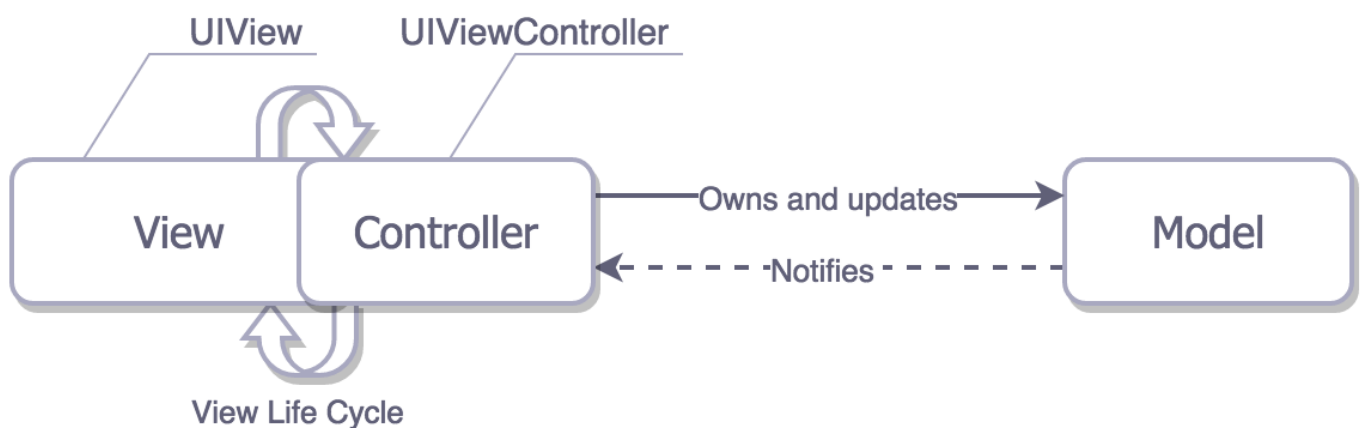 UIView
UIViewController
View
Controller
Owns and updates
Model
Notifies
View Life Cycle